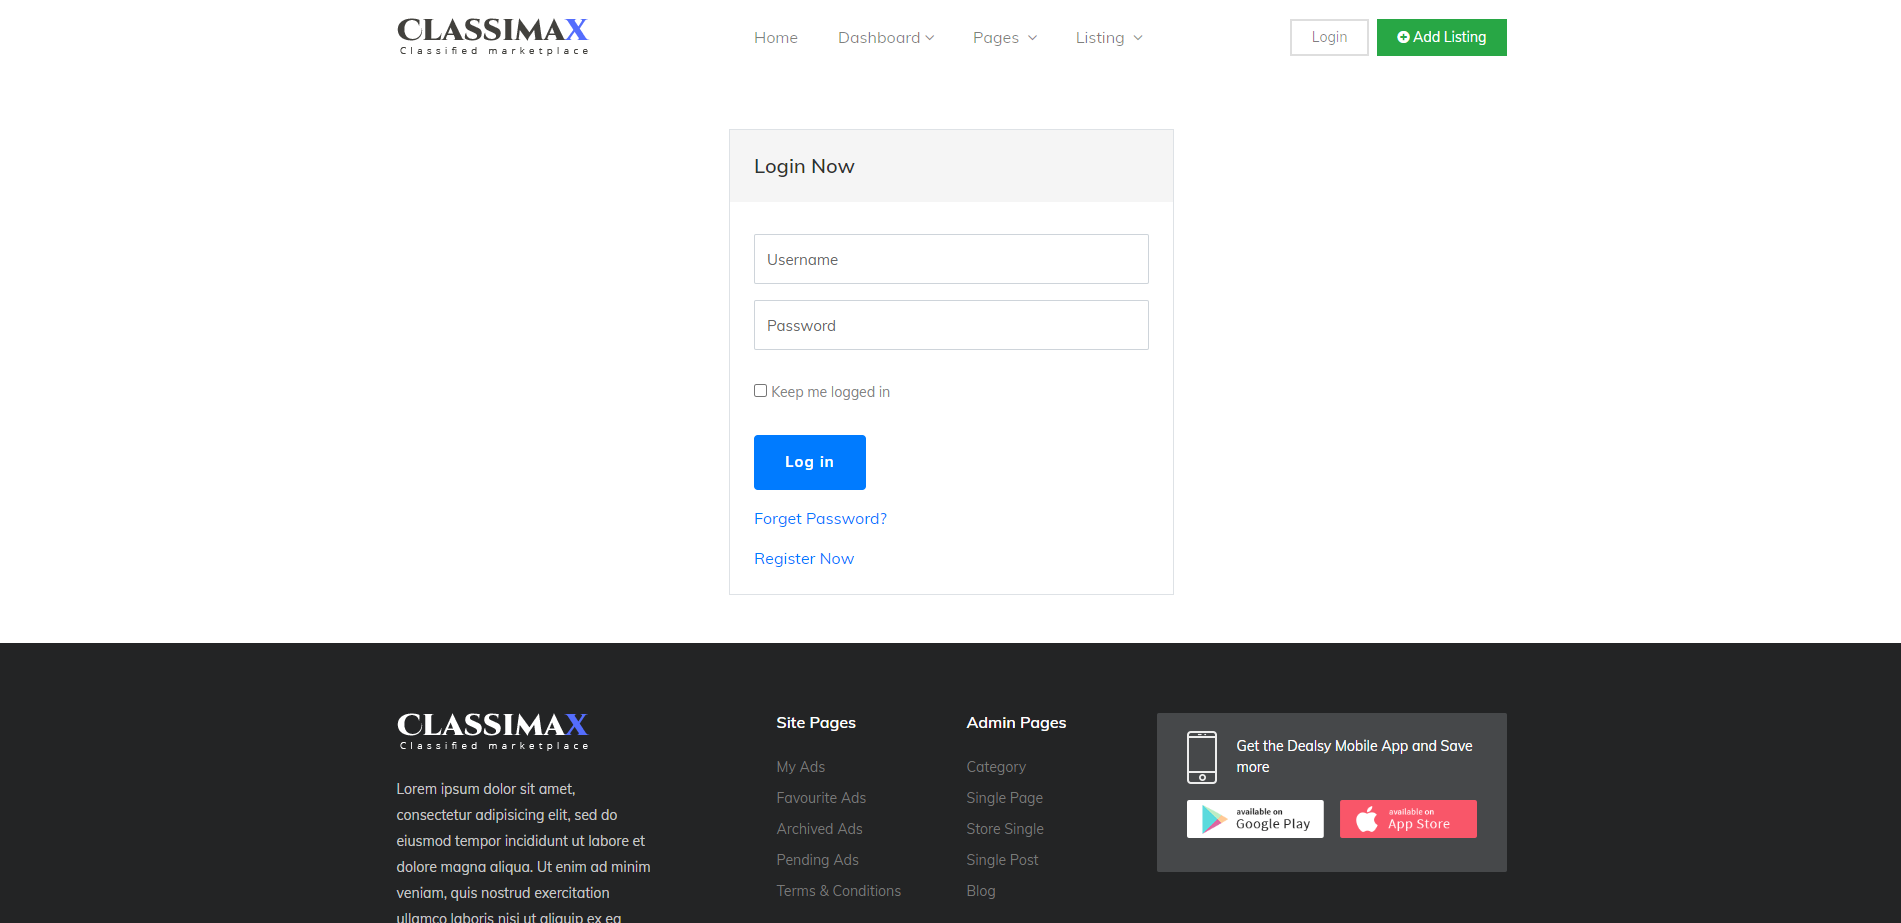 CLASSIMAX
Classified marketplace
Home
Dashboard
Pages
Listing
Login
Add Listing
Login Now
Username
Password
Keep me logged in
Log in
Forget Password?
Register Now
CLASSIMAX
Classified marketplace
Lorem ipsum dolor sit amet,
consectetur adipisicing elit, sed do
eiusmod tempor incididunt ut labore et
dolore magna aliqua. Ut enim ad minim
veniam, quis nostrud exercitation
ullamco laboris nisi ut aliquip ex ea
Site Pages
My Ads
Favourite Ads
Archived Ads
Pending Ads
Terms & Conditions
Admin Pages
Category
Single Page
Store Single
Single Post
Blog
Get the Dealsy Mobile App and Save
more
available on
Google Play
available on
App Store